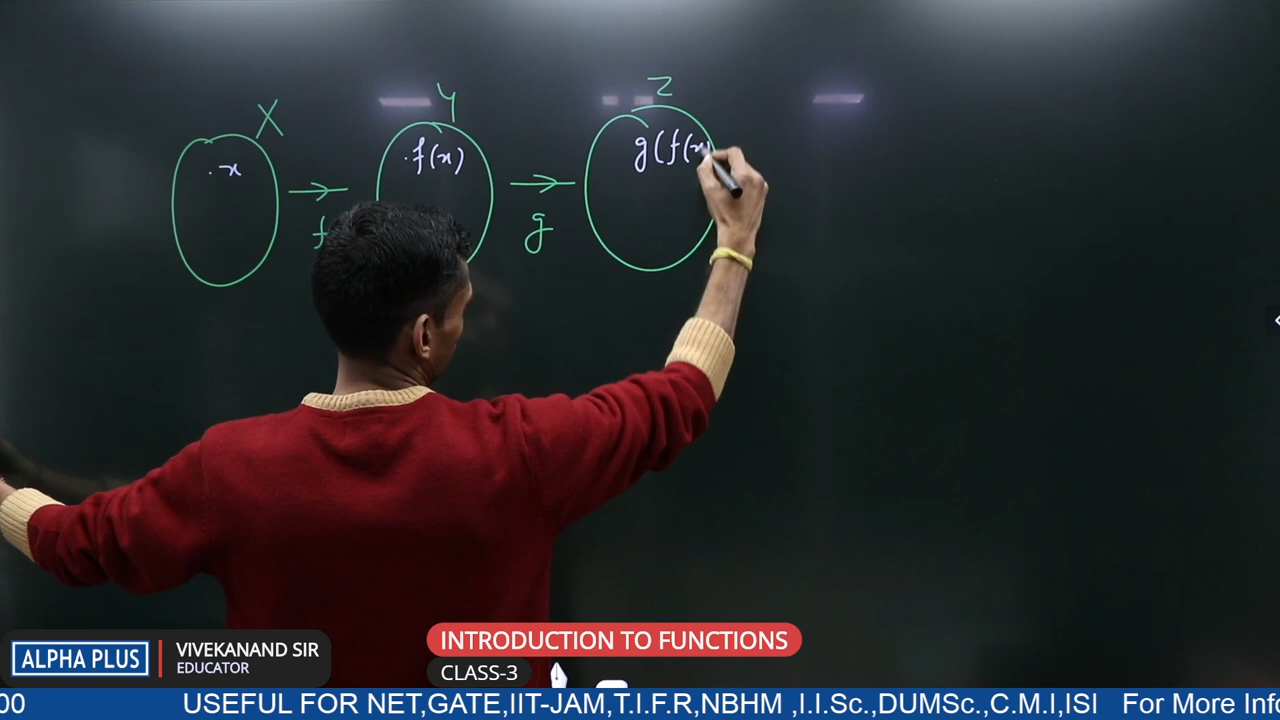 X
Y
Z
.x
.f(x)
g(f(x)
f
g
INTRODUCTION TO FUNCTIONS
CLASS-3
ALPHA PLUS
VIVEKANAND SIR
EDUCATOR
00 USEFUL FOR NET,GATE,IIT-JAM,T.I.F.R,NBHM ,I.I.Sc.,DUMSc.,C.M.I,ISI For More Info